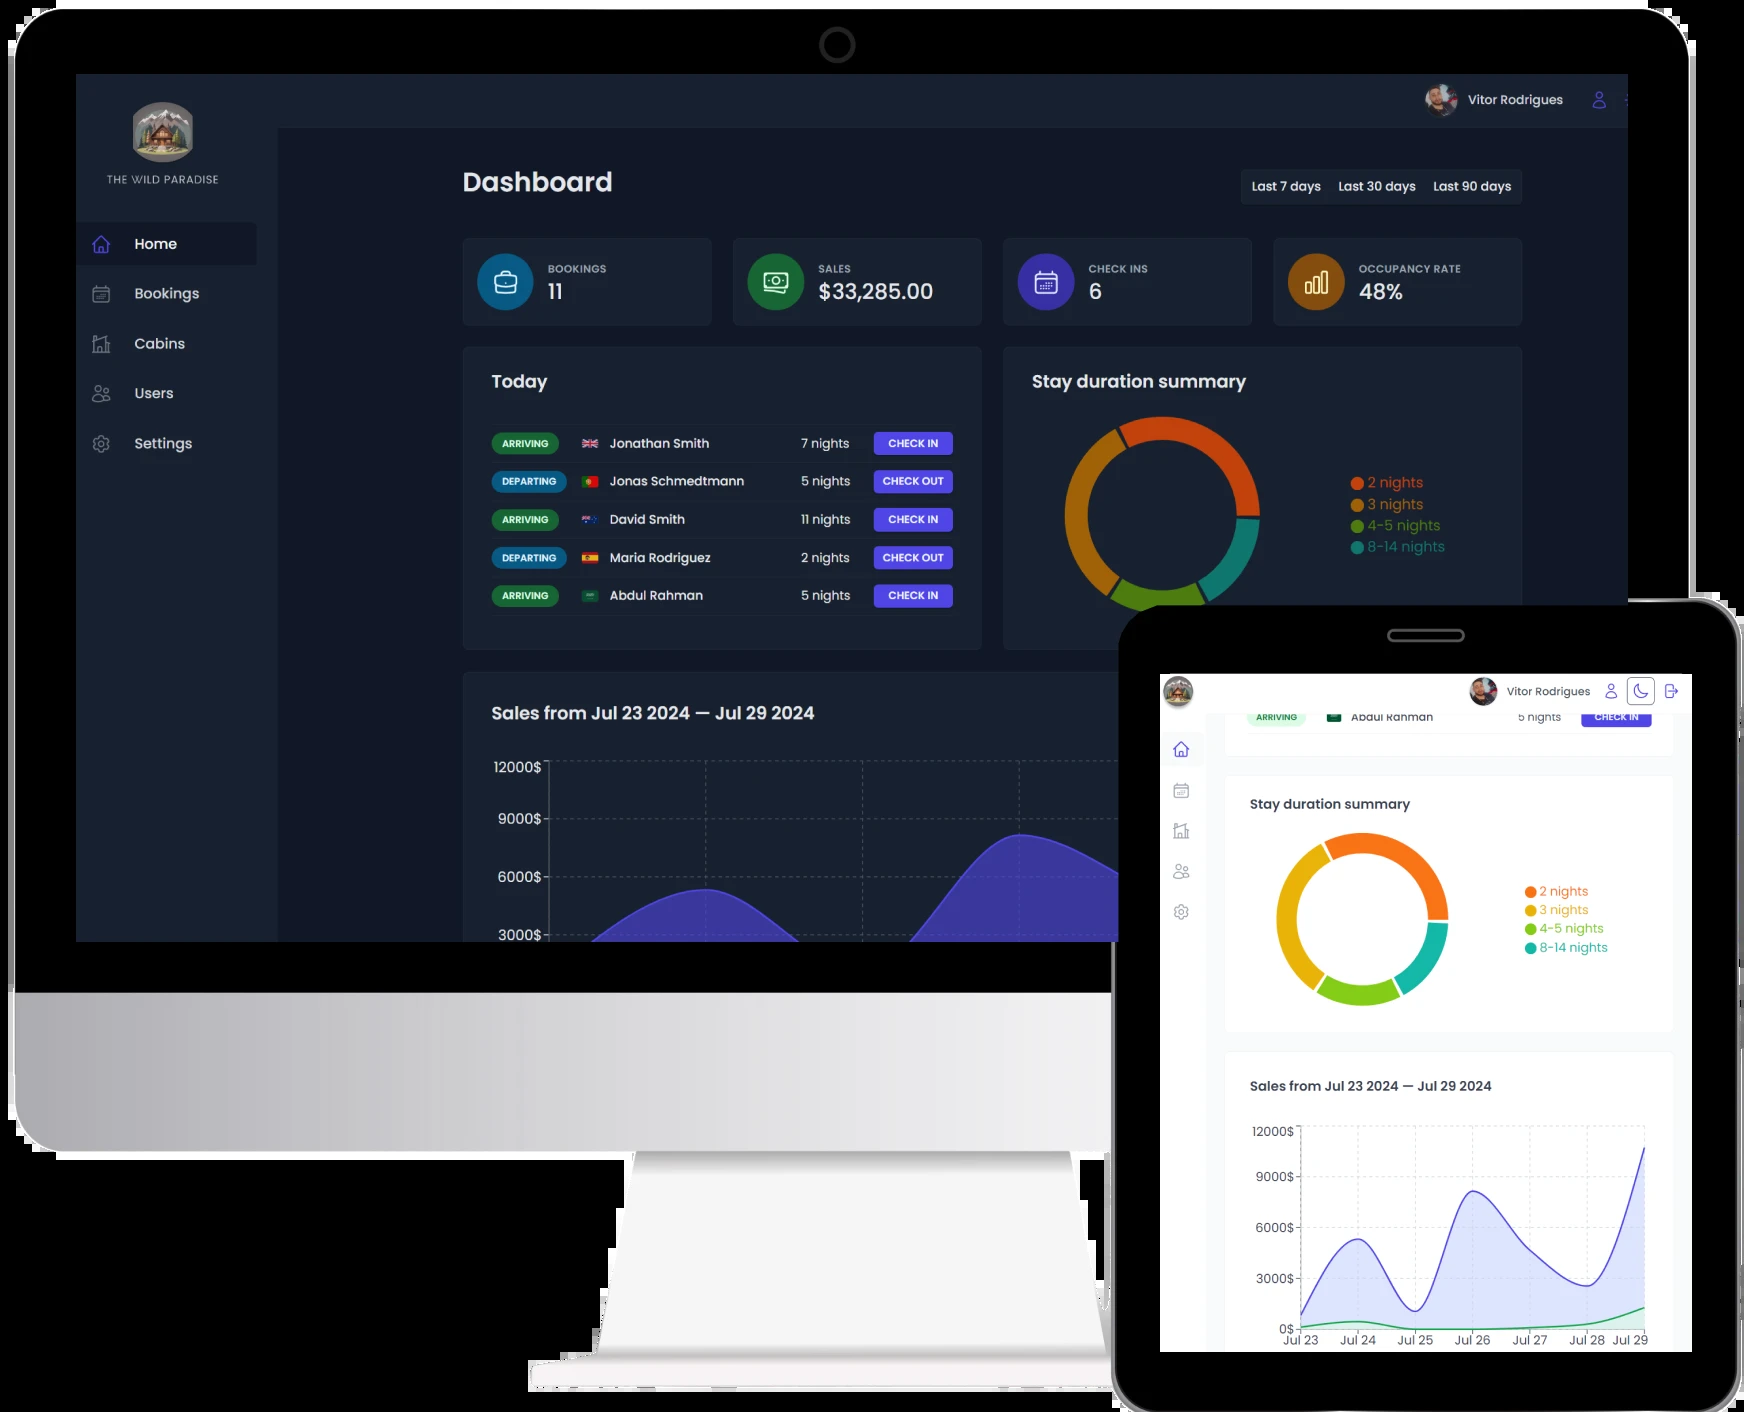 Vitor Rodrigues
THE WILD PARADISE
Dashboard
Last 7 days Last 30 days Last 90 days
Home
Bookings
Cabins
Users
Settings
BOOKINGS
11
SALES
$33,285.00
CHECK INS
6
OCCUPANCY RATE
48%
Today
ARRIVING Jonathan Smith 7 nights CHECK IN
DEPARTING Jonas Schmedtmann 5 nights CHECK OUT
ARRIVING David Smith 11 nights CHECK IN
DEPARTING Maria Rodriguez 2 nights CHECK OUT
ARRIVING Abdul Rahman 5 nights CHECK IN
Stay duration summary
2 nights
3 nights
4-5 nights
8-14 nights
Sales from Jul 23 2024 — Jul 29 2024
12000$
9000$
6000$
3000$
Vitor Rodrigues
ARRIVING Abdul Rahman 5 nights CHECK IN
Stay duration summary
2 nights
3 nights
4-5 nights
8-14 nights
Sales from Jul 23 2024 — Jul 29 2024
12000$
9000$
6000$
3000$
0$
Jul 23 Jul 24 Jul 25 Jul 26 Jul 27 Jul 28 Jul 29